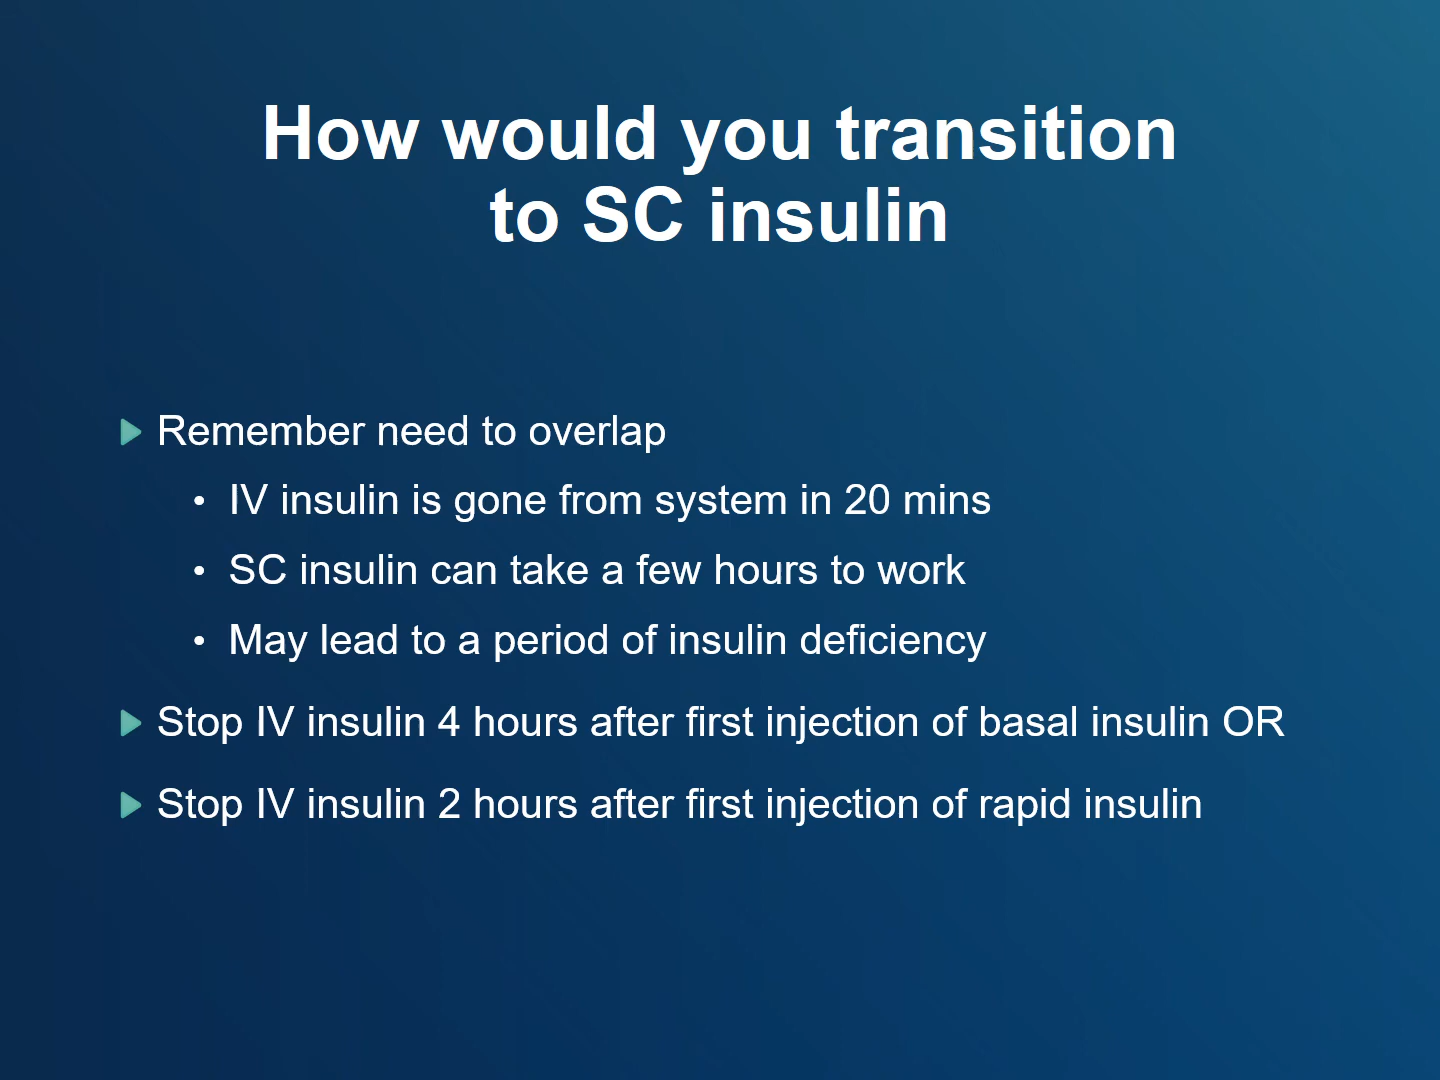 How would you transition
to SC insulin
Remember need to overlap
• IV insulin is gone from system in 20 mins
• SC insulin can take a few hours to work
• May lead to a period of insulin deficiency
Stop IV insulin 4 hours after first injection of basal insulin OR
Stop IV insulin 2 hours after first injection of rapid insulin